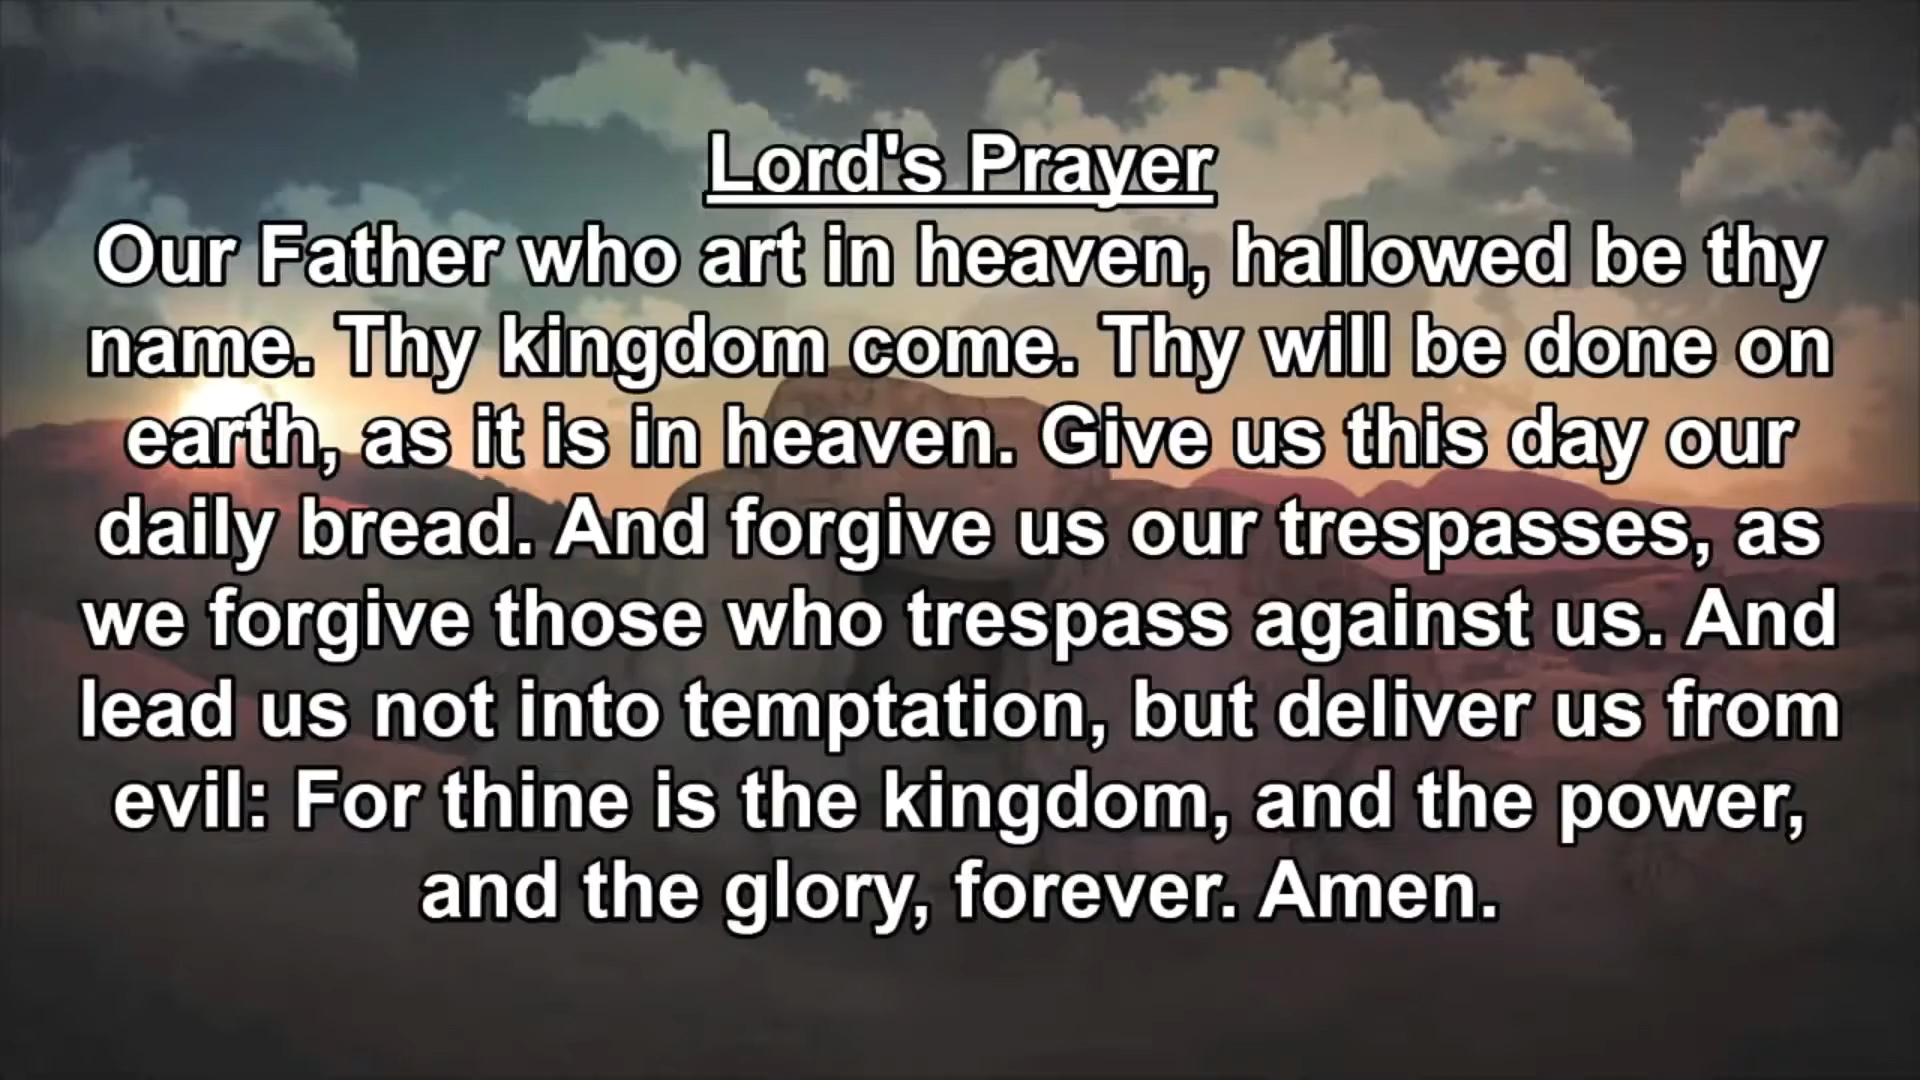 Lord's Prayer
Our Father who art in heaven, hallowed be thy
name. Thy kingdom come. Thy will be done on
earth, as it is in heaven. Give us this day our
daily bread. And forgive us our trespasses, as
we forgive those who trespass against us. And
lead us not into temptation, but deliver us from
evil: For thine is the kingdom, and the power,
and the glory, forever. Amen.